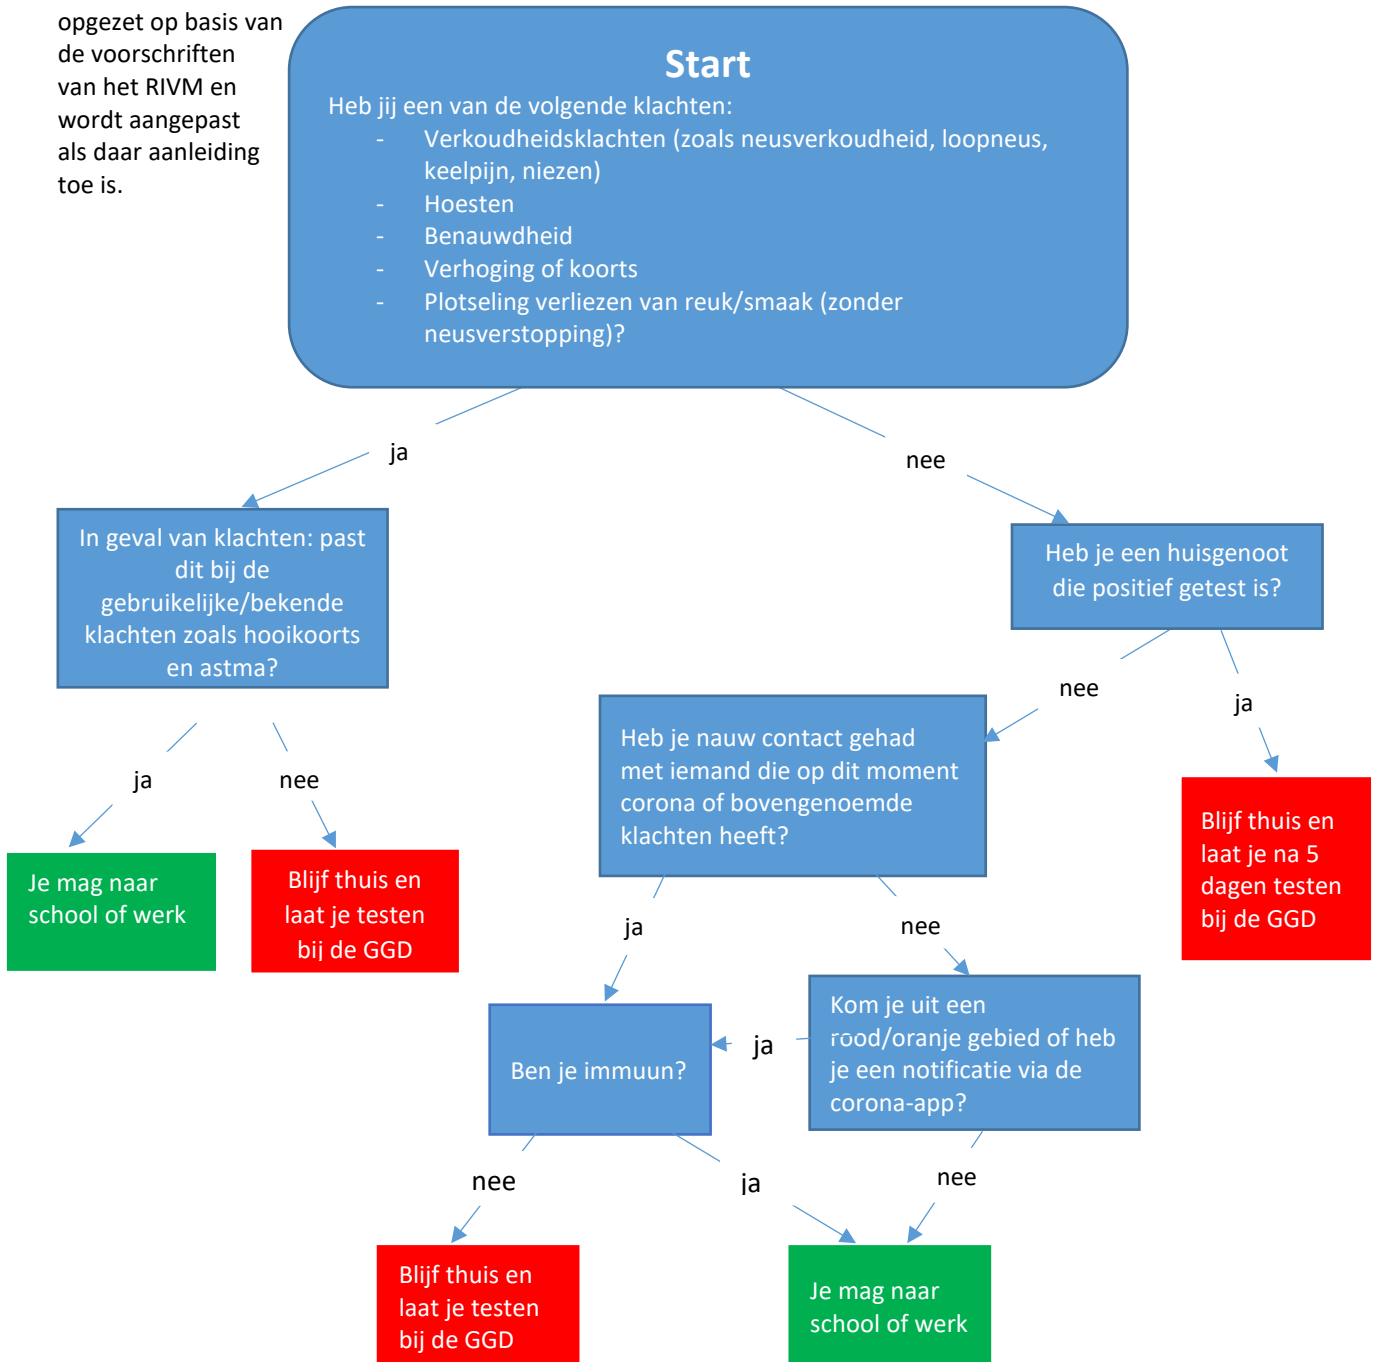 opgezet op basis van
de voorschriften
van het RIVM en
wordt aangepast
als daar aanleiding
toe is.
Start
Heb jij een van de volgende klachten:
- Verkoudheidsklachten (zoals neusverkoudheid, loopneus,
keelpijn, niezen)
- Hoesten
- Benauwdheid
- Verhoging of koorts
- Plotseling verliezen van reuk/smaak (zonder
neusverstopping)?
ja
nee
In geval van klachten: past
dit bij de
gebruikelijke/bekende
klachten zoals hooikoorts
en astma?
Heb je een huisgenoot
die positief getest is?
nee
ja
Heb je nauw contact gehad
met iemand die op dit moment
corona of bovengenoemde
klachten heeft?
ja
nee
Blijf thuis en
laat je na 5
dagen testen
bij de GGD
Je mag naar
school of werk
Blijf thuis en
laat je testen
bij de GGD
ja
nee
Kom je uit een
rood/oranje gebied of heb
je een notificatie via de
corona-app?
ja
Ben je immuun?
nee
ja
nee
Blijf thuis en
laat je testen
bij de GGD
Je mag naar
school of werk